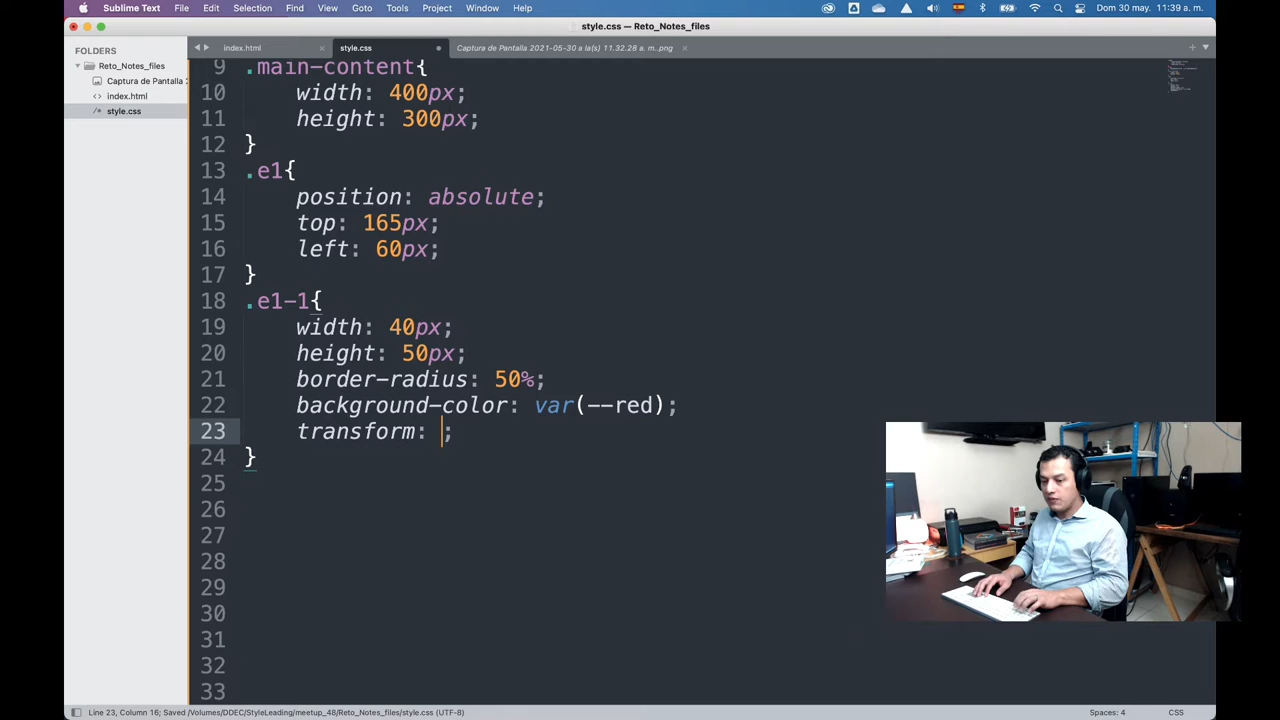 Sublime Text File Edit Selection Find View Goto Tools Project Window Help Dom 30 may. 11:39 a. m.
style.css — Reto_Notes_files
FOLDERS
Reto_Notes_files
Captura de Pantalla 2
index.html
style.css
index.html style.css Captura de Pantalla 2021-05-30 a la(s) 11.32.28 a. m..png
9 .main-content{
10 width: 400px;
11 height: 300px;
12 }
13 .e1{
14 position: absolute;
15 top: 165px;
16 left: 60px;
17 }
18 .e1-1{
19 width: 40px;
20 height: 50px;
21 border-radius: 50%;
22 background-color: var(--red);
23 transform: ;
24 }
25
26
27
28
29
30
31
32
33
Line 23, Column 16; Saved /Volumes/DDEC/StyleLeading/meetup_48/Reto_Notes_files/style.css (UTF-8) Spaces: 4 CSS